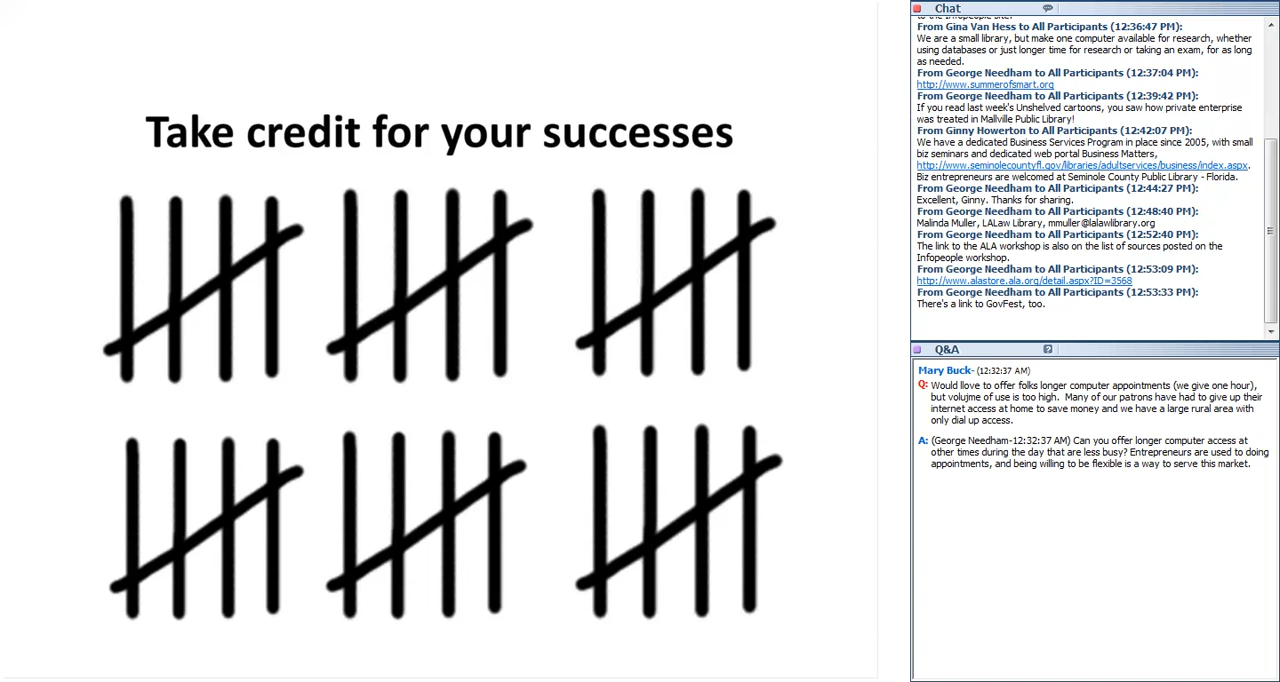 Take credit for your successes
Chat
From Gina Van Hess to All Participants (12:36:47 PM):
We are a small library, but make one computer available for research, whether
using databases or just longer time for research or taking an exam, for as long
as needed.
From George Needham to All Participants (12:37:04 PM):
http://www.summerofsmart.org
From George Needham to All Participants (12:39:42 PM):
If you read last week's Unshelved cartoons, you saw how private enterprise
was treated in Mallville Public Library!
From Ginny Howerton to All Participants (12:42:07 PM):
We have a dedicated Business Services Program in place since 2005, with small
biz seminars and dedicated web portal Business Matters,
http://www.seminolecountyfl.gov/libraries/adultservices/business/index.aspx.
Biz entrepreneurs are welcomed at Seminole County Public Library - Florida.
From George Needham to All Participants (12:44:27 PM):
Excellent, Ginny. Thanks for sharing.
From George Needham to All Participants (12:48:40 PM):
Malinda Muller, LALaw Library, mmuller@lalawlibrary.org
From George Needham to All Participants (12:52:40 PM):
The link to the ALA workshop is also on the list of sources posted on the
Infopeople workshop.
From George Needham to All Participants (12:53:09 PM):
http://www.alastore.ala.org/detail.aspx?ID=3568
From George Needham to All Participants (12:53:33 PM):
There's a link to GovFest, too.
Q&A
Mary Buck- (12:32:37 AM)
Q: Would llove to offer folks longer computer appointments (we give one hour),
but volujme of use is too high.  Many of our patrons have had to give up their
internet access at home to save money and we have a large rural area with
only dial up access.
A: (George Needham-12:32:37 AM) Can you offer longer computer access at
other times during the day that are less busy? Entrepreneurs are used to doing
appointments, and being willing to be flexible is a way to serve this market.